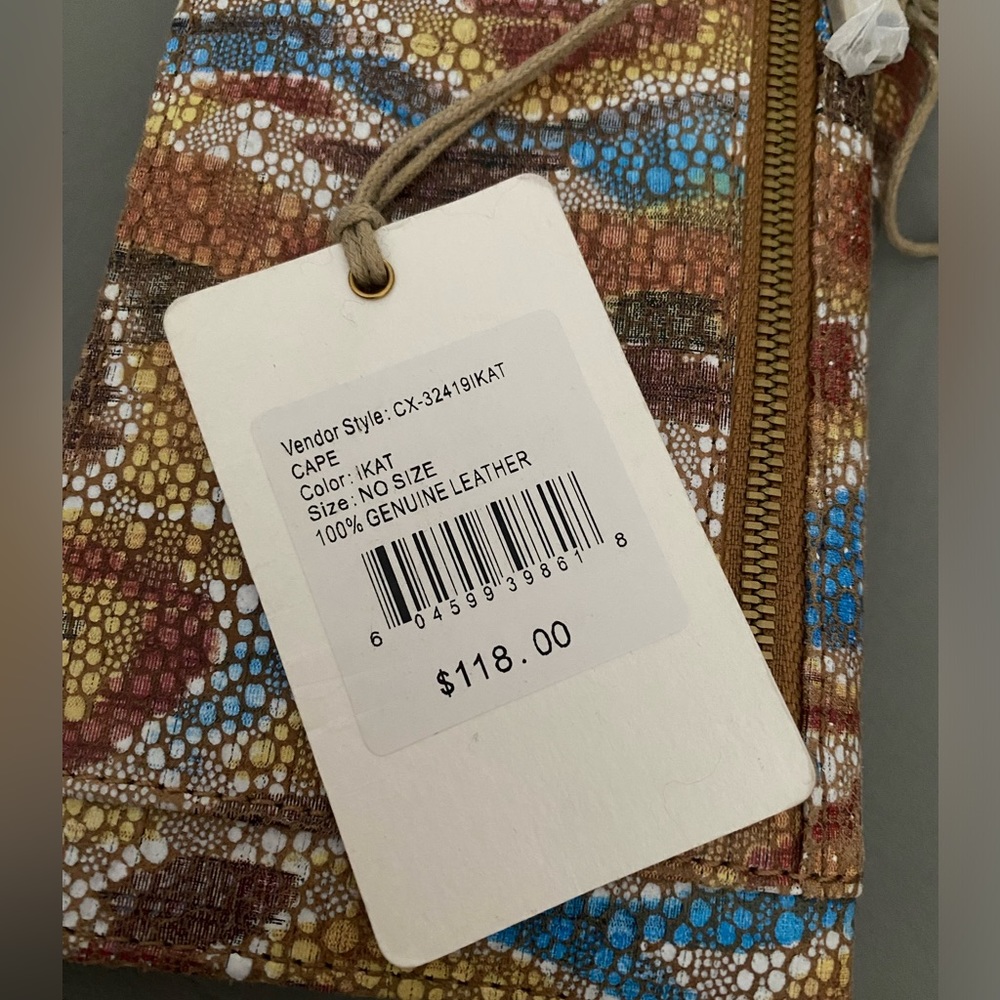 Vendor Style: CX-32419IKAT
CAPE
Color: IKAT
Size: NO SIZE
100% GENUINE LEATHER
6 04599 39861 8
$118.00